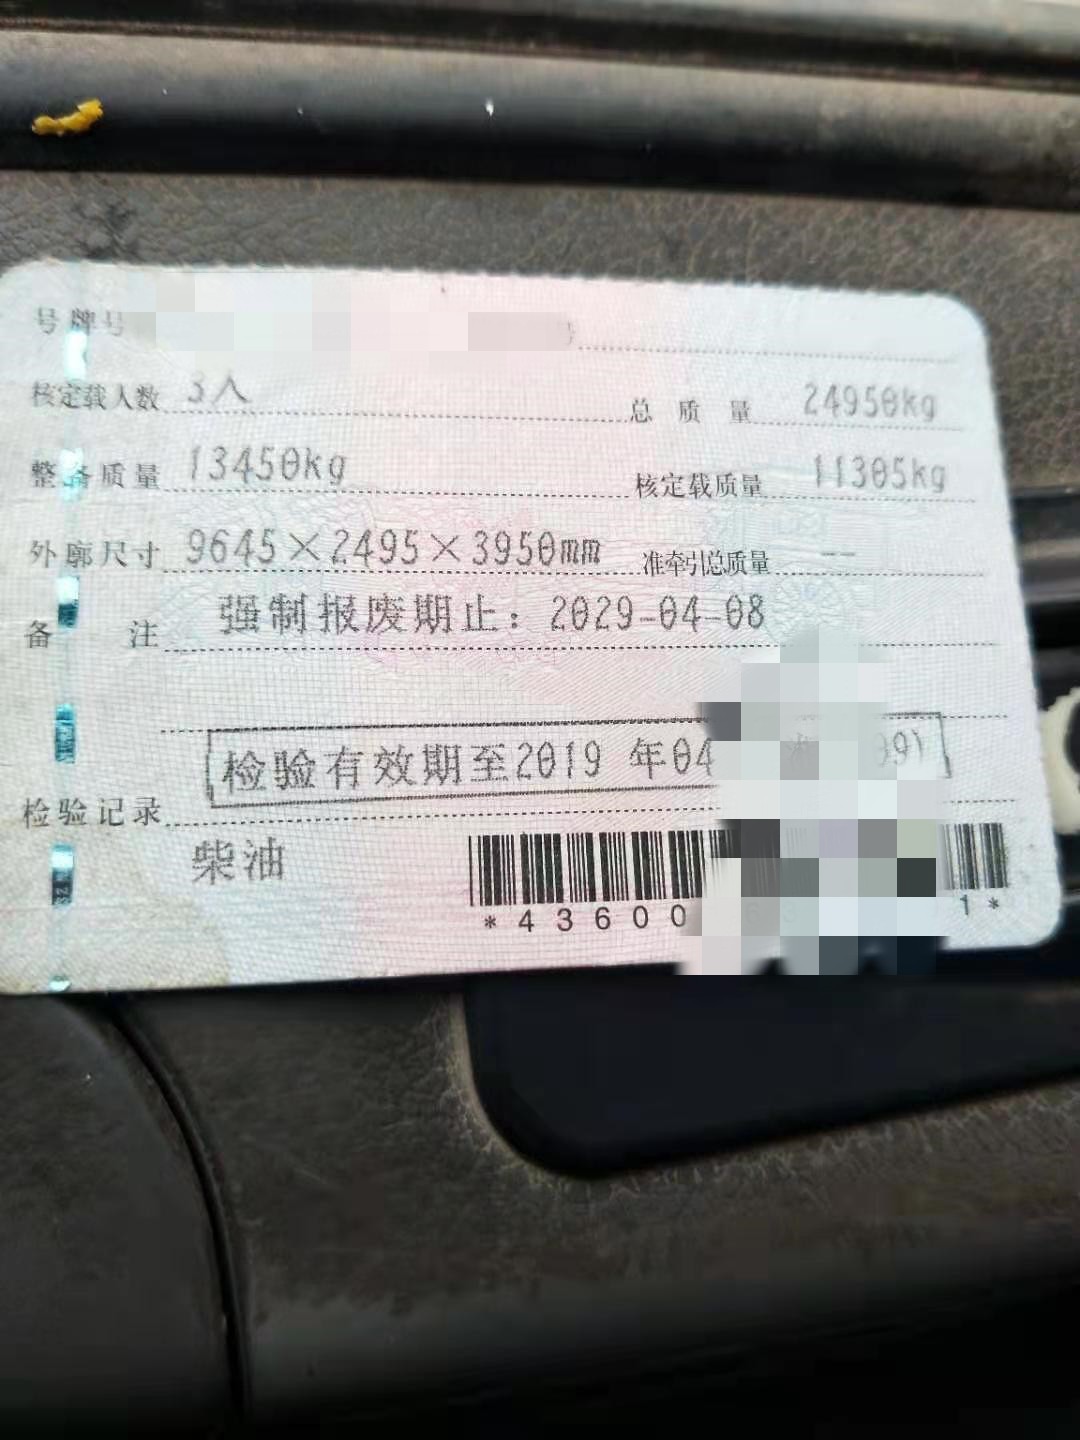 号牌号
核定载人数 3人 总质量 24950kg
整备质量 13450kg 核定载质量 11305kg
外廓尺寸 9645×2495×3950mm 准牵引总质量 --
备注 强制报废期止：2029-04-08
检验有效期至2019年04
检验记录
柴油
*43600 1*